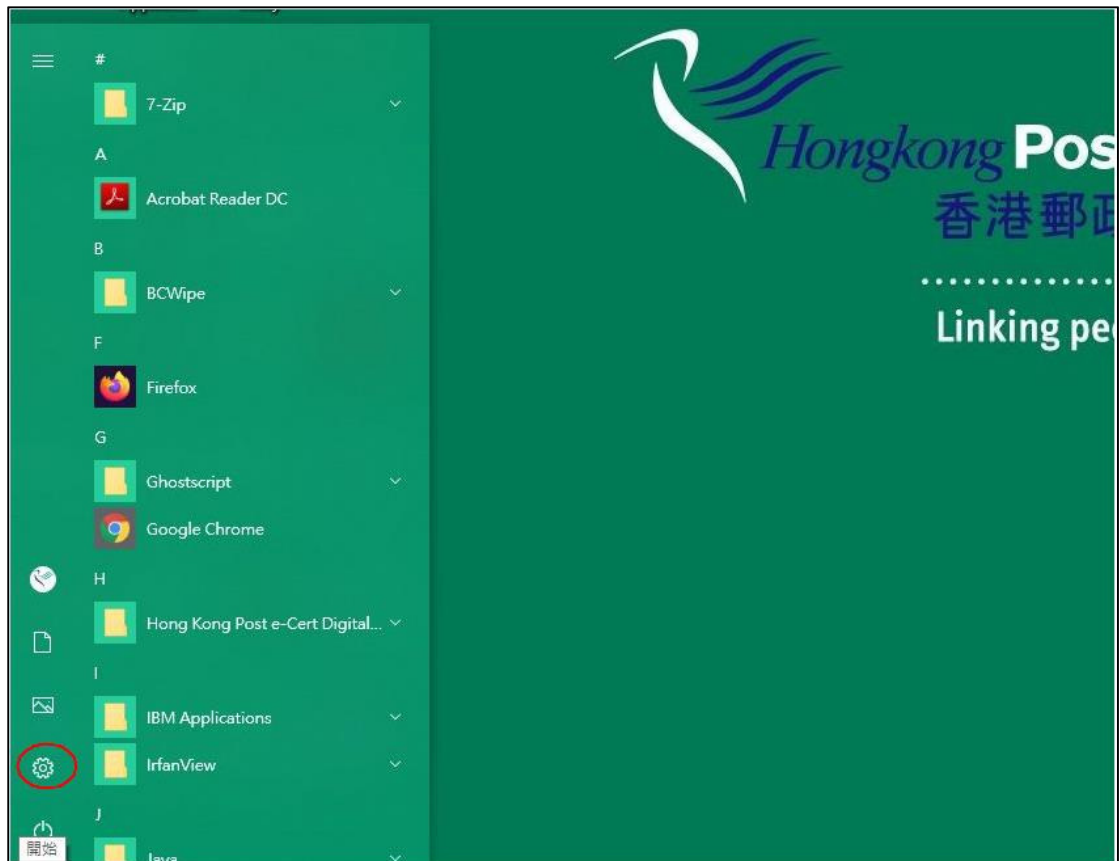 #
7-Zip
A
Acrobat Reader DC
B
BCWipe
F
Firefox
G
Ghostscript
Google Chrome
H
Hong Kong Post e-Cert Digital...
I
IBM Applications
IrfanView
J
Java
開始
Hongkong Pos
香港郵政
Linking pe